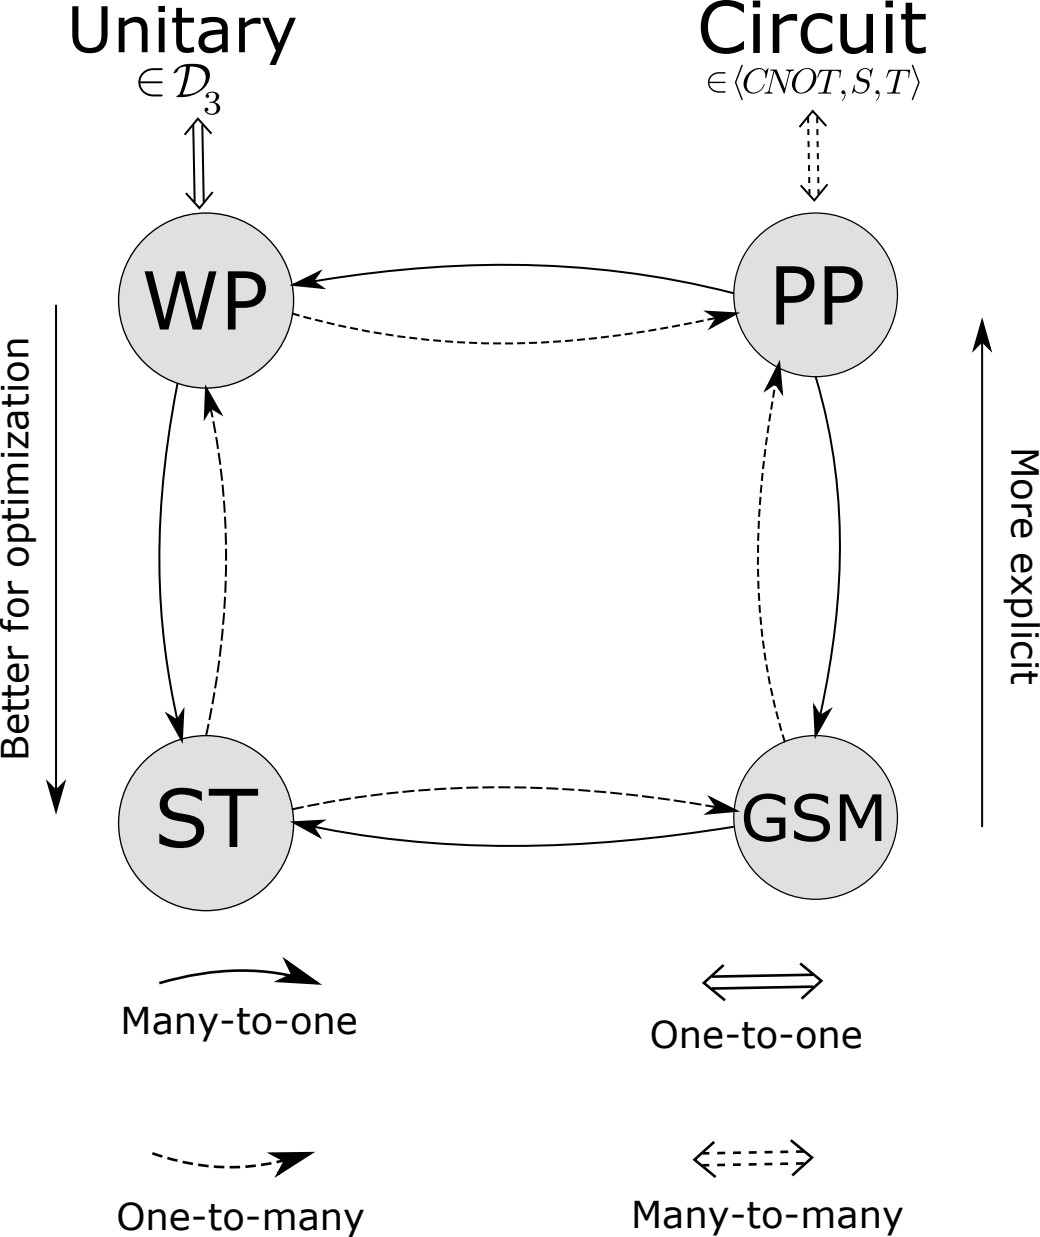 Unitary
∈ 𝒟₃
Circuit
∈⟨CNOT,S,T⟩
WP
PP
Better for optimization
More explicit
ST
GSM
Many-to-one
One-to-one
One-to-many
Many-to-many